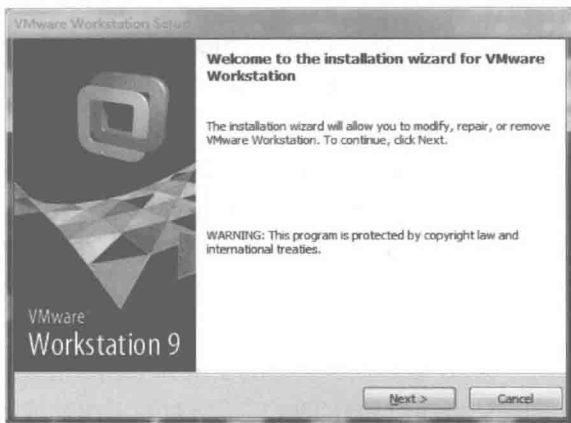 VMware Workstation Setup
Welcome to the installation wizard for VMware
Workstation
The installation wizard will allow you to modify, repair, or remove
VMware Workstation. To continue, click Next.
WARNING: This program is protected by copyright law and
international treaties.
VMware
Workstation 9
Next >
Cancel